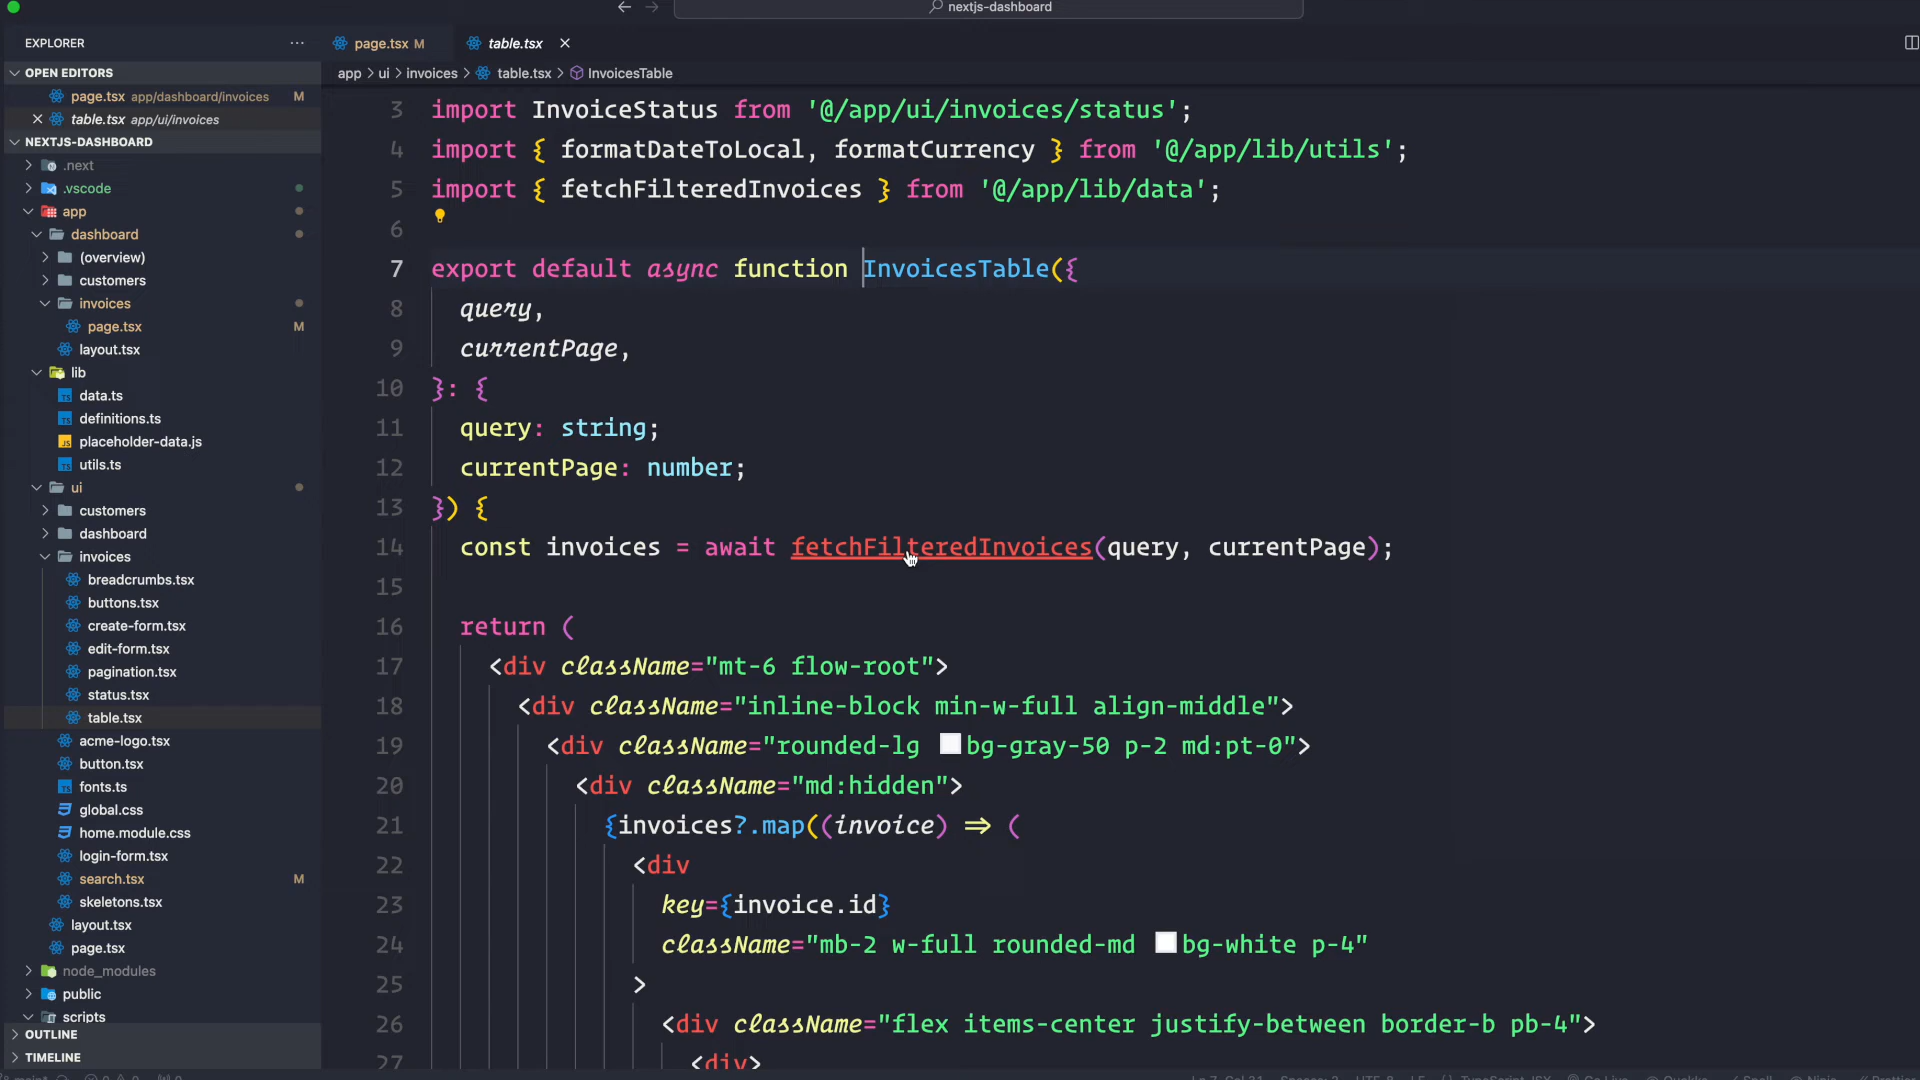 nextjs-dashboard
EXPLORER
page.tsx M
table.tsx
OPEN EDITORS
page.tsx app/dashboard/invoices M
table.tsx app/ui/invoices
NEXTJS-DASHBOARD
.next
.vscode
app
dashboard
(overview)
customers
invoices
page.tsx M
layout.tsx
lib
data.ts
definitions.ts
placeholder-data.js
utils.ts
ui
customers
dashboard
invoices
breadcrumbs.tsx
buttons.tsx
create-form.tsx
edit-form.tsx
pagination.tsx
status.tsx
table.tsx
acme-logo.tsx
button.tsx
fonts.ts
global.css
home.module.css
login-form.tsx
search.tsx M
skeletons.tsx
layout.tsx
page.tsx
node_modules
public
scripts
OUTLINE
TIMELINE
app > ui > invoices > table.tsx > InvoicesTable
3 import InvoiceStatus from '@/app/ui/invoices/status';
4 import { formatDateToLocal, formatCurrency } from '@/app/lib/utils';
5 import { fetchFilteredInvoices } from '@/app/lib/data';
6
7 export default async function InvoicesTable({
8 query,
9 currentPage,
10 }: {
11 query: string;
12 currentPage: number;
13 }) {
14 const invoices = await fetchFilteredInvoices(query, currentPage);
15
16 return (
17 <div className="mt-6 flow-root">
18 <div className="inline-block min-w-full align-middle">
19 <div className="rounded-lg bg-gray-50 p-2 md:pt-0">
20 <div className="md:hidden">
21 {invoices?.map((invoice) => (
22 <div
23 key={invoice.id}
24 className="mb-2 w-full rounded-md bg-white p-4"
25 >
26 <div className="flex items-center justify-between border-b pb-4">
27 <div>